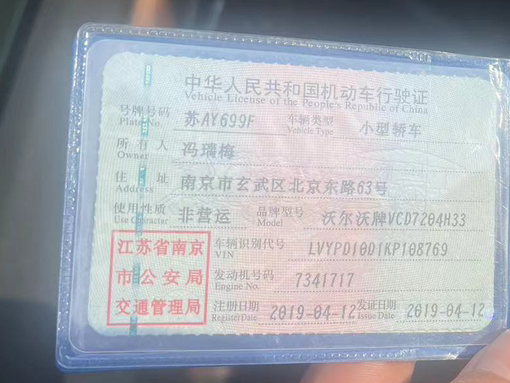 中华人民共和国机动车行驶证
Vehicle License of the People's Republic of China
号牌号码 苏AY699F 车辆类型 小型轿车
Plate No. Vehicle Type
所有人 冯瑞梅
Owner
住址 南京市玄武区北京东路63号
Address
使用性质 非营运 品牌型号 沃尔沃牌VCD7204H33
Use Character Model
江苏省南京 车辆识别代号 LVYPD10D1KP108769
VIN
市公安局 发动机号码 7341717
Engine No.
交通管理局 注册日期 2019-04-12 发证日期 2019-04-12
Register Date Issue Date